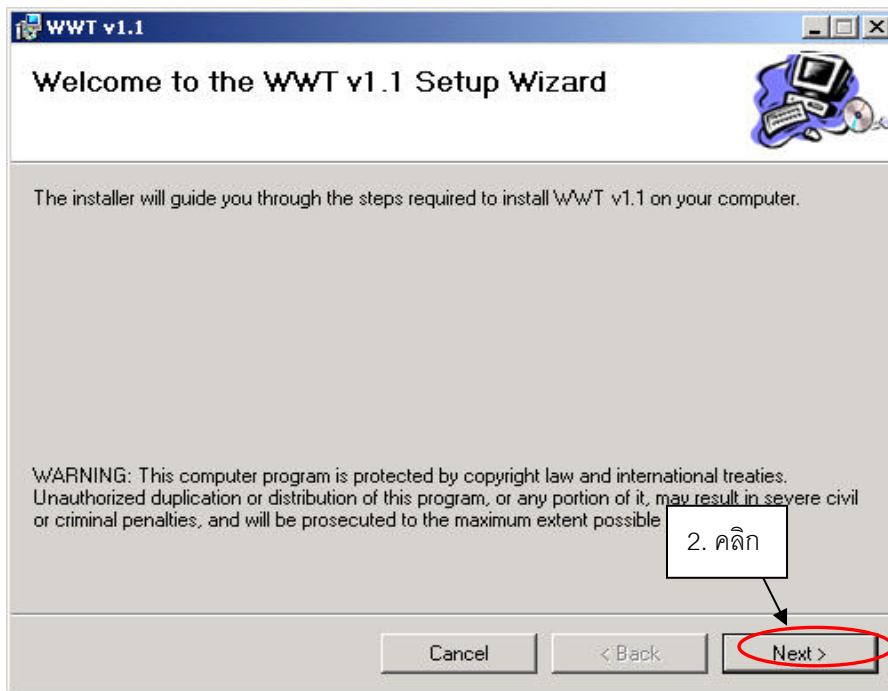 WWT v1.1
Welcome to the WWT v1.1 Setup Wizard
The installer will guide you through the steps required to install WWT v1.1 on your computer.
WARNING: This computer program is protected by copyright law and international treaties.
Unauthorized duplication or distribution of this program, or any portion of it, may result in severe civil
or criminal penalties, and will be prosecuted to the maximum extent possible
2. คลิก
Cancel
< Back
Next >